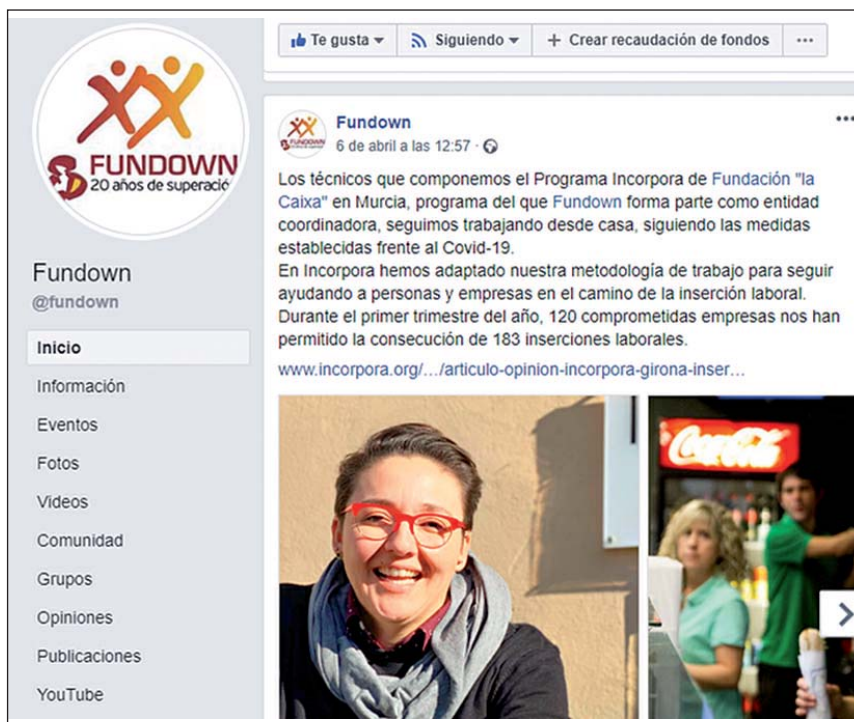 FUNDOWN
20 años de superació
Fundown
@fundown
Inicio
Información
Eventos
Fotos
Videos
Comunidad
Grupos
Opiniones
Publicaciones
YouTube
Te gusta Siguiendo + Crear recaudación de fondos ...
Fundown
6 de abril a las 12:57 ·
Los técnicos que componemos el Programa Incorpora de Fundación "la
Caixa" en Murcia, programa del que Fundown forma parte como entidad
coordinadora, seguimos trabajando desde casa, siguiendo las medidas
establecidas frente al Covid-19.
En Incorpora hemos adaptado nuestra metodología de trabajo para seguir
ayudando a personas y empresas en el camino de la inserción laboral.
Durante el primer trimestre del año, 120 comprometidas empresas nos han
permitido la consecución de 183 inserciones laborales.
www.incorpora.org/.../articulo-opinion-incorpora-girona-inser...
Coca-Cola